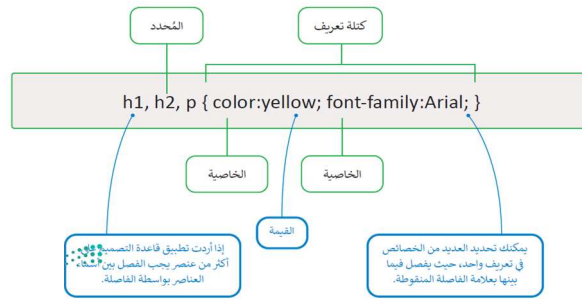 المُحدد
كتلة تعريف
h1, h2, p { color:yellow; font-family:Arial; }
الخاصية
الخاصية
القيمة
إذا أردت تطبيق قاعدة التصميم
أكثر من عنصر يجب الفصل بين أسماء
العناصر بواسطة الفاصلة.
يمكنك تحديد العديد من الخصائص
في تعريف واحد، حيث يفصل فيما
بينها بعلامة الفاصلة المنقوطة.